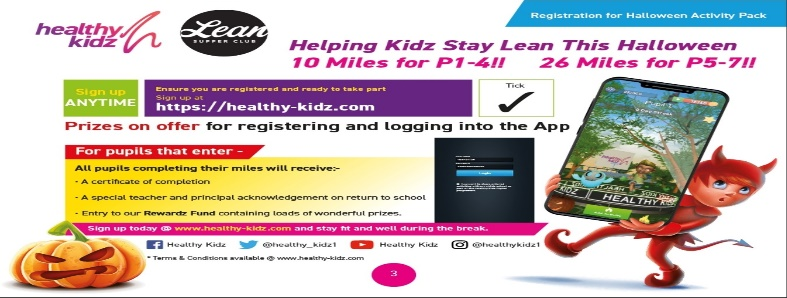 healthy
kidz
Lean
SUPPER CLUB
Registration for Halloween Activity Pack
Helping Kidz Stay Lean This Halloween
10 Miles for P1-4!! 26 Miles for P5-7!!
Sign up
ANYTIME
Ensure you are registered and ready to take part
Sign up at
https://healthy-kidz.com
Tick
Prizes on offer for registering and logging into the App
For pupils that enter -
All pupils completing their miles will receive:-
- A certificate of completion
- A special teacher and principal acknowledgement on return to school
- Entry to our Rewardz Fund containing loads of wonderful prizes.
Login
HEALTHY KIDZ
Sign up today @ www.healthy-kidz.com and stay fit and well during the break.
Healthy Kidz @healthy_kidz1 Healthy Kidz @healthykidz1
* Terms & Conditions available @ www.healthy-kidz.com
3